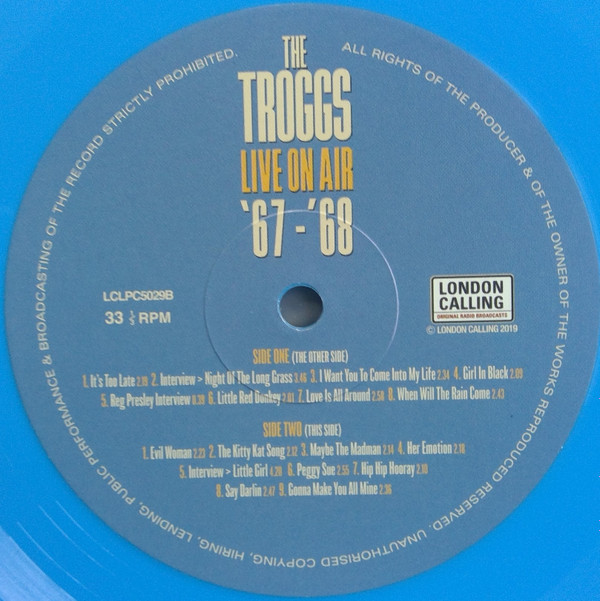 THE
TROGGS
LIVE ON AIR
'67 - '68
LCLPC5029B
33 ⅓ RPM
LONDON
CALLING
ORIGINAL RADIO BROADCASTS
© LONDON CALLING 2019
SIDE ONE (THE OTHER SIDE)
1. It's Too Late 2.12 2. Interview > Night Of The Long Grass 3.46 3. I Want You To Come Into My Life 2.34 4. Girl In Black 2.09
5. Reg Presley Interview 0.39 6. Little Red Donkey 2.01 7. Love Is All Around 2.50 8. When Will The Rain Come 2.43
SIDE TWO (THIS SIDE)
1. Evil Woman 2.23 2. The Kitty Kat Song 2.12 3. Maybe The Madman 2.14 4. Her Emotion 2.18
5. Interview > Little Girl 4.20 6. Peggy Sue 2.55 7. Hip Hip Hooray 2.10
8. Say Darlin 2.47 9. Gonna Make You All Mine 2.36
ALL RIGHTS OF THE PRODUCER & OF THE OWNER OF THE WORKS REPRODUCED RESERVED. UNAUTHORISED COPYING, HIRING, LENDING, PUBLIC PERFORMANCE & BROADCASTING OF THE RECORD STRICTLY PROHIBITED.